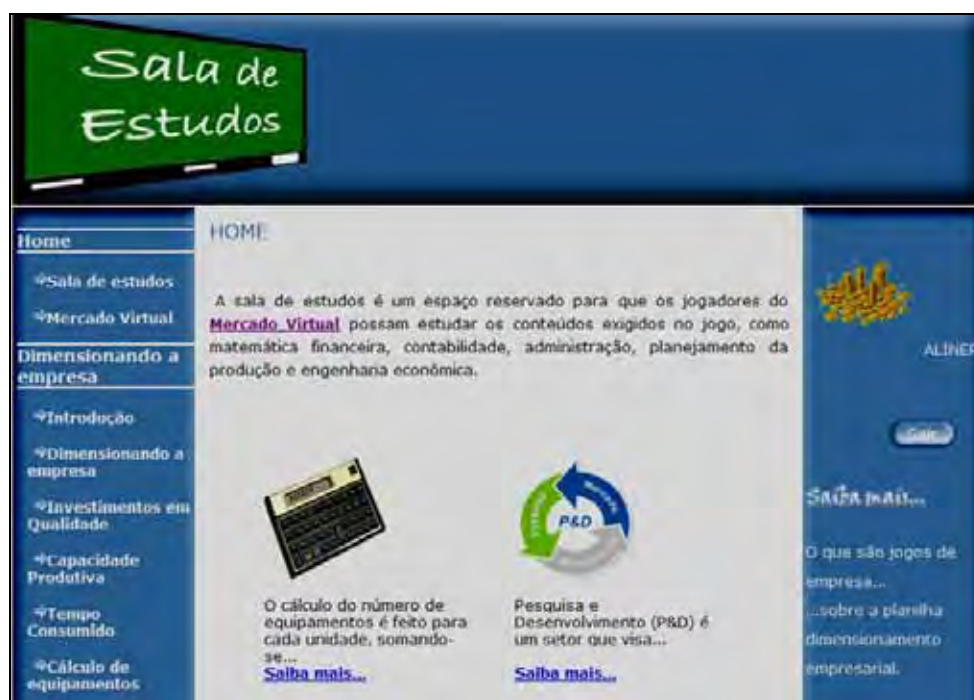 Sala de
Estudos
Home
Sala de estudos
Mercado Virtual
Dimensionando a
empresa
Introdução
Dimensionando a
empresa
Investimentos em
Qualidade
Capacidade
Produtiva
Tempo
Consumido
Cálculo de
equipamentos
HOME
A sala de estudos é um espaço reservado para que os jogadores do
Mercado Virtual possam estudar os conteúdos exigidos no jogo, como
matemática financeira, contabilidade, administração, planejamento da
produção e engenharia econômica.
O cálculo do número de
equipamentos é feito para
cada unidade, somando-
se...
Saiba mais...
Mercado
P&D
Pesquisa e
Desenvolvimento (P&D) é
um setor que visa...
Saiba mais...
ALINER
Sair
Saiba mais...
O que são jogos de
empresa...
...sobre a planilha
dimensionamento
empresarial.